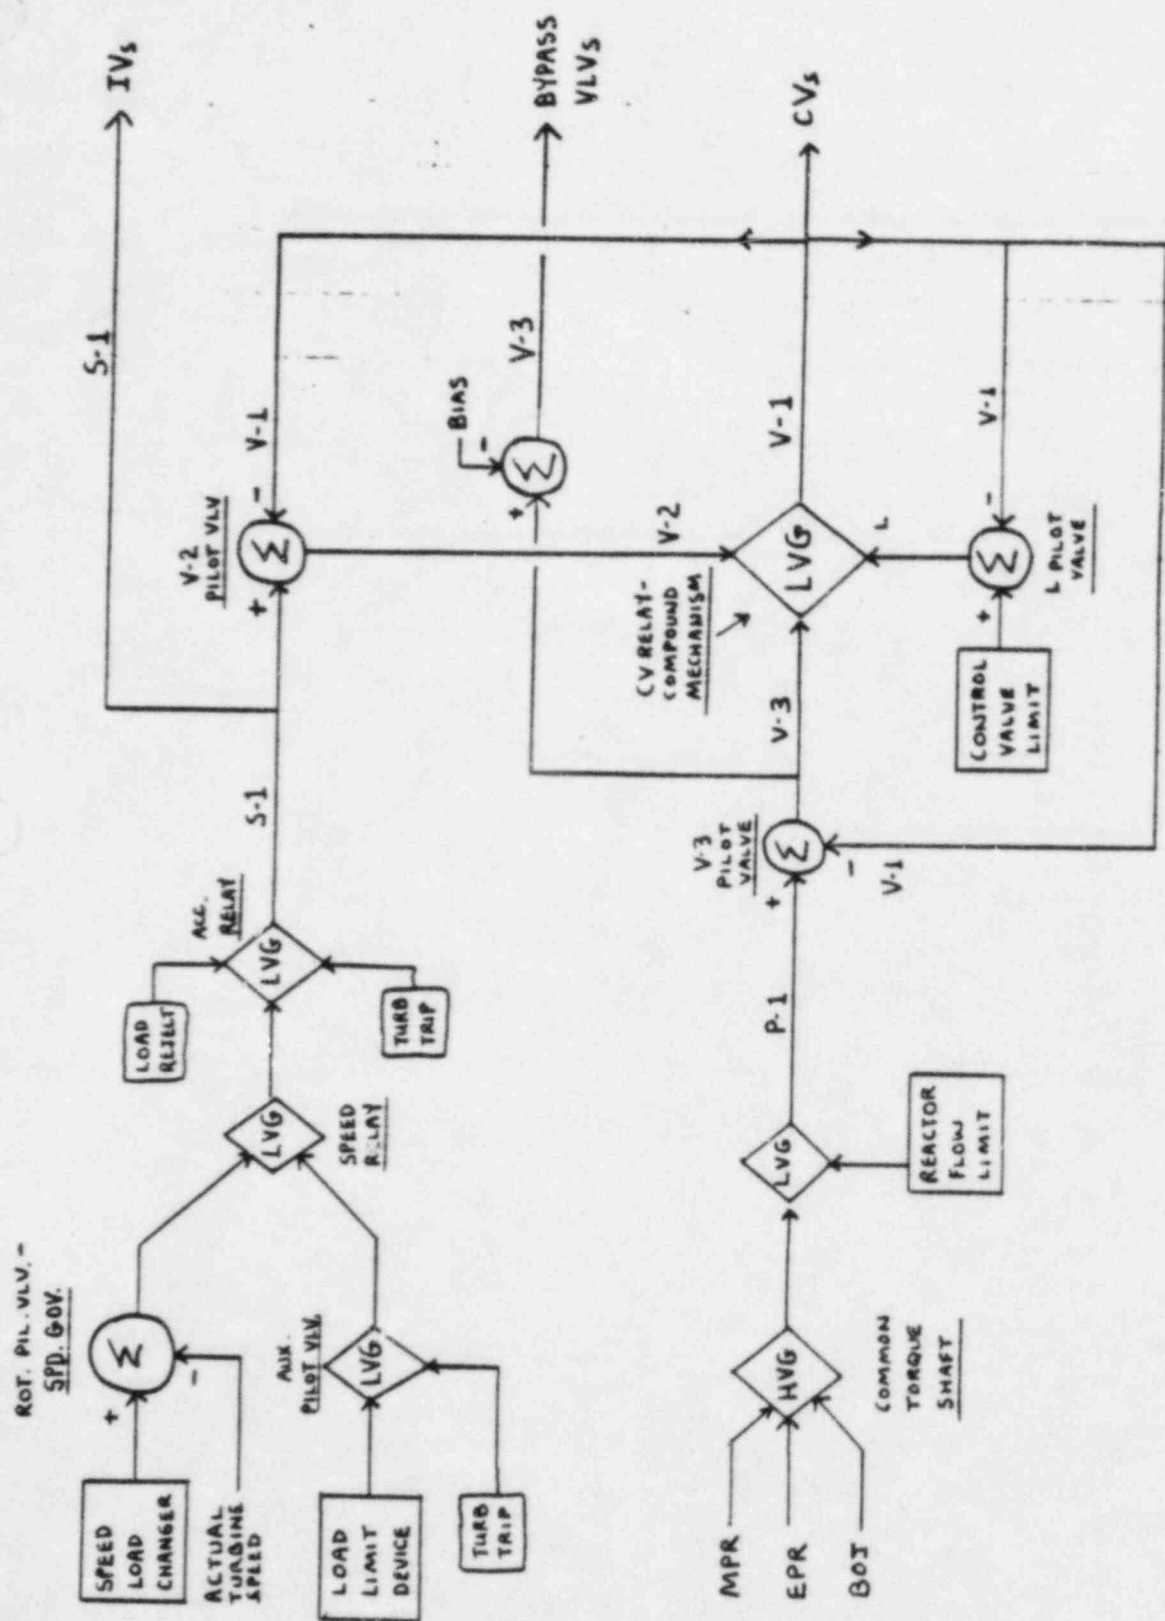 ROT. PIL. VLV. -
SPD. GOV.
SPEED
LOAD
CHANGER
+
Σ
-
ACTUAL
TURBINE
SPEED
LOAD
LIMIT
DEVICE
AUX.
PILOT VLV.
LVG
TURB
TRIP
LVG
SPEED
RELAY
LOAD
REJECT
ACC.
RELAY
LVG
TURB
TRIP
S-1
S-1
IVs
V-2
PILOT VLV
+
Σ
-
V-1
BIAS
-
+
Σ
V-3
BYPASS
VLVs
V-2
MPR
EPR
BOJ
HVG
COMMON
TORQUE
SHAFT
LVG
REACTOR
FLOW
LIMIT
P-1
V-3
PILOT
VALVE
+
Σ
-
V-1
V-3
CV RELAY-
COMPOUND
MECHANISM
LVG
V-1
CVs
L
CONTROL
VALVE
LIMIT
+
Σ
-
V-1
L PILOT
VALVE